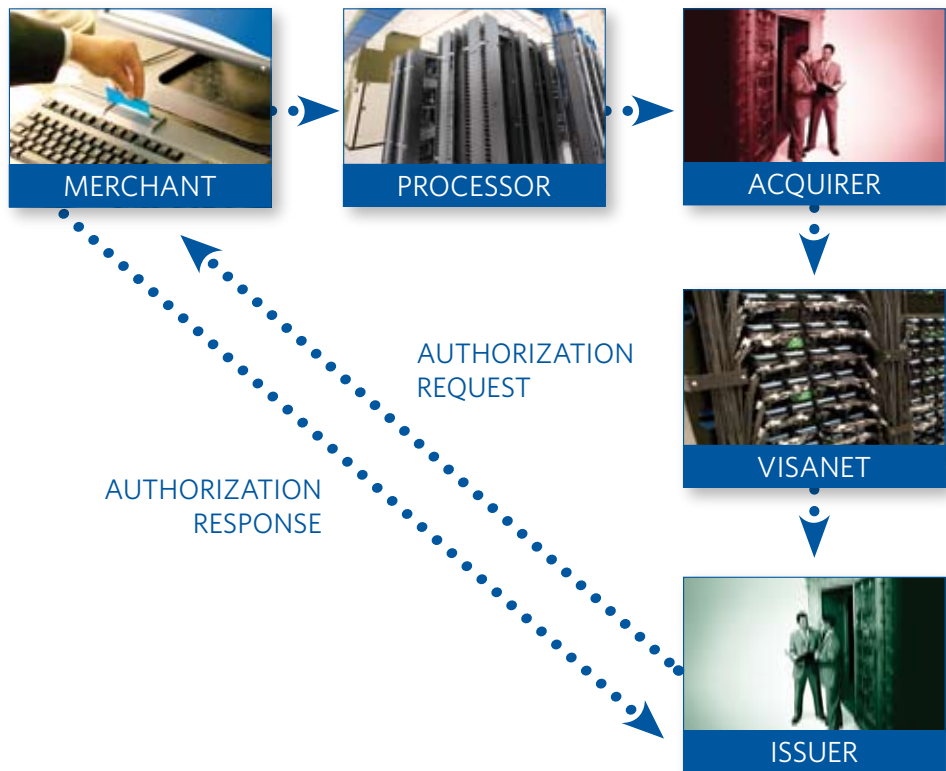 MERCHANT
PROCESSOR
ACQUIRER
VISANET
AUTHORIZATION
REQUEST
AUTHORIZATION
RESPONSE
ISSUER